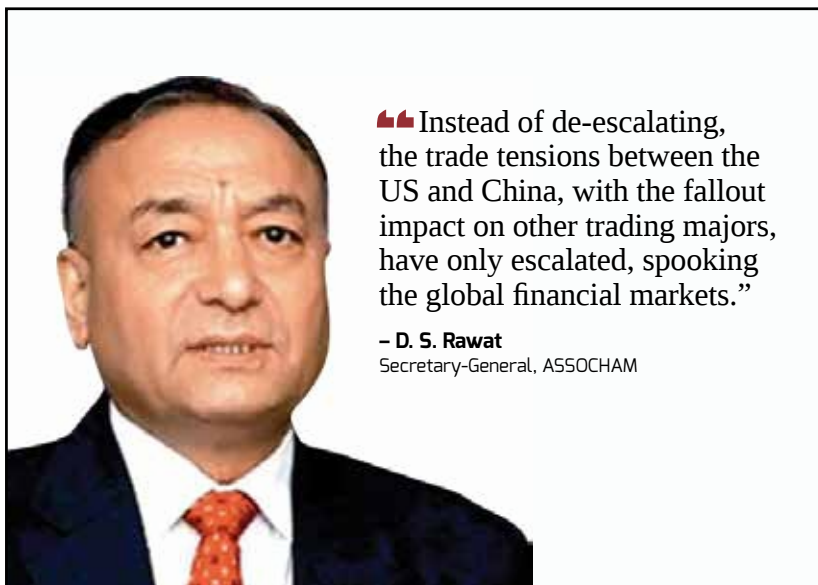 “Instead of de-escalating,
the trade tensions between the
US and China, with the fallout
impact on other trading majors,
have only escalated, spooking
the global financial markets.”
– D. S. Rawat
Secretary-General, ASSOCHAM